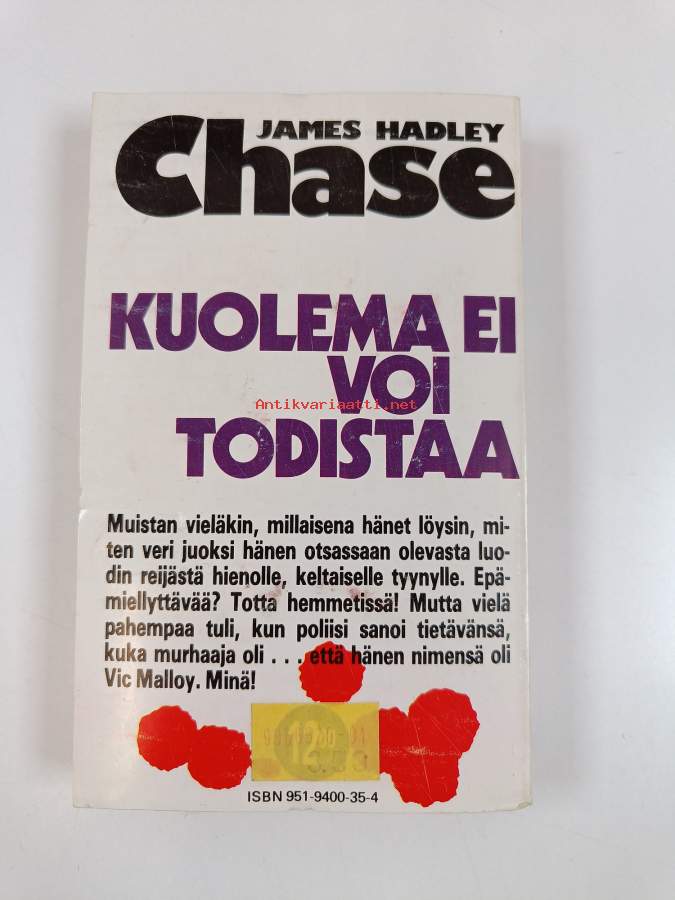 JAMES HADLEY
Chase
KUOLEMA EI
VOI
Antikvariaatti.net
TODISTAA
Muistan vieläkin, millaisena hänet löysin, mi-
ten veri juoksi hänen otsassaan olevasta luo-
din reijästä hienolle, keltaiselle tyynylle. Epä-
miellyttävää? Totta hemmetissä! Mutta vielä
pahempaa tuli, kun poliisi sanoi tietävänsä,
kuka murhaaja oli . . . että hänen nimensä oli
Vic Malloy. Minä!
ISBN 951-9400-35-4